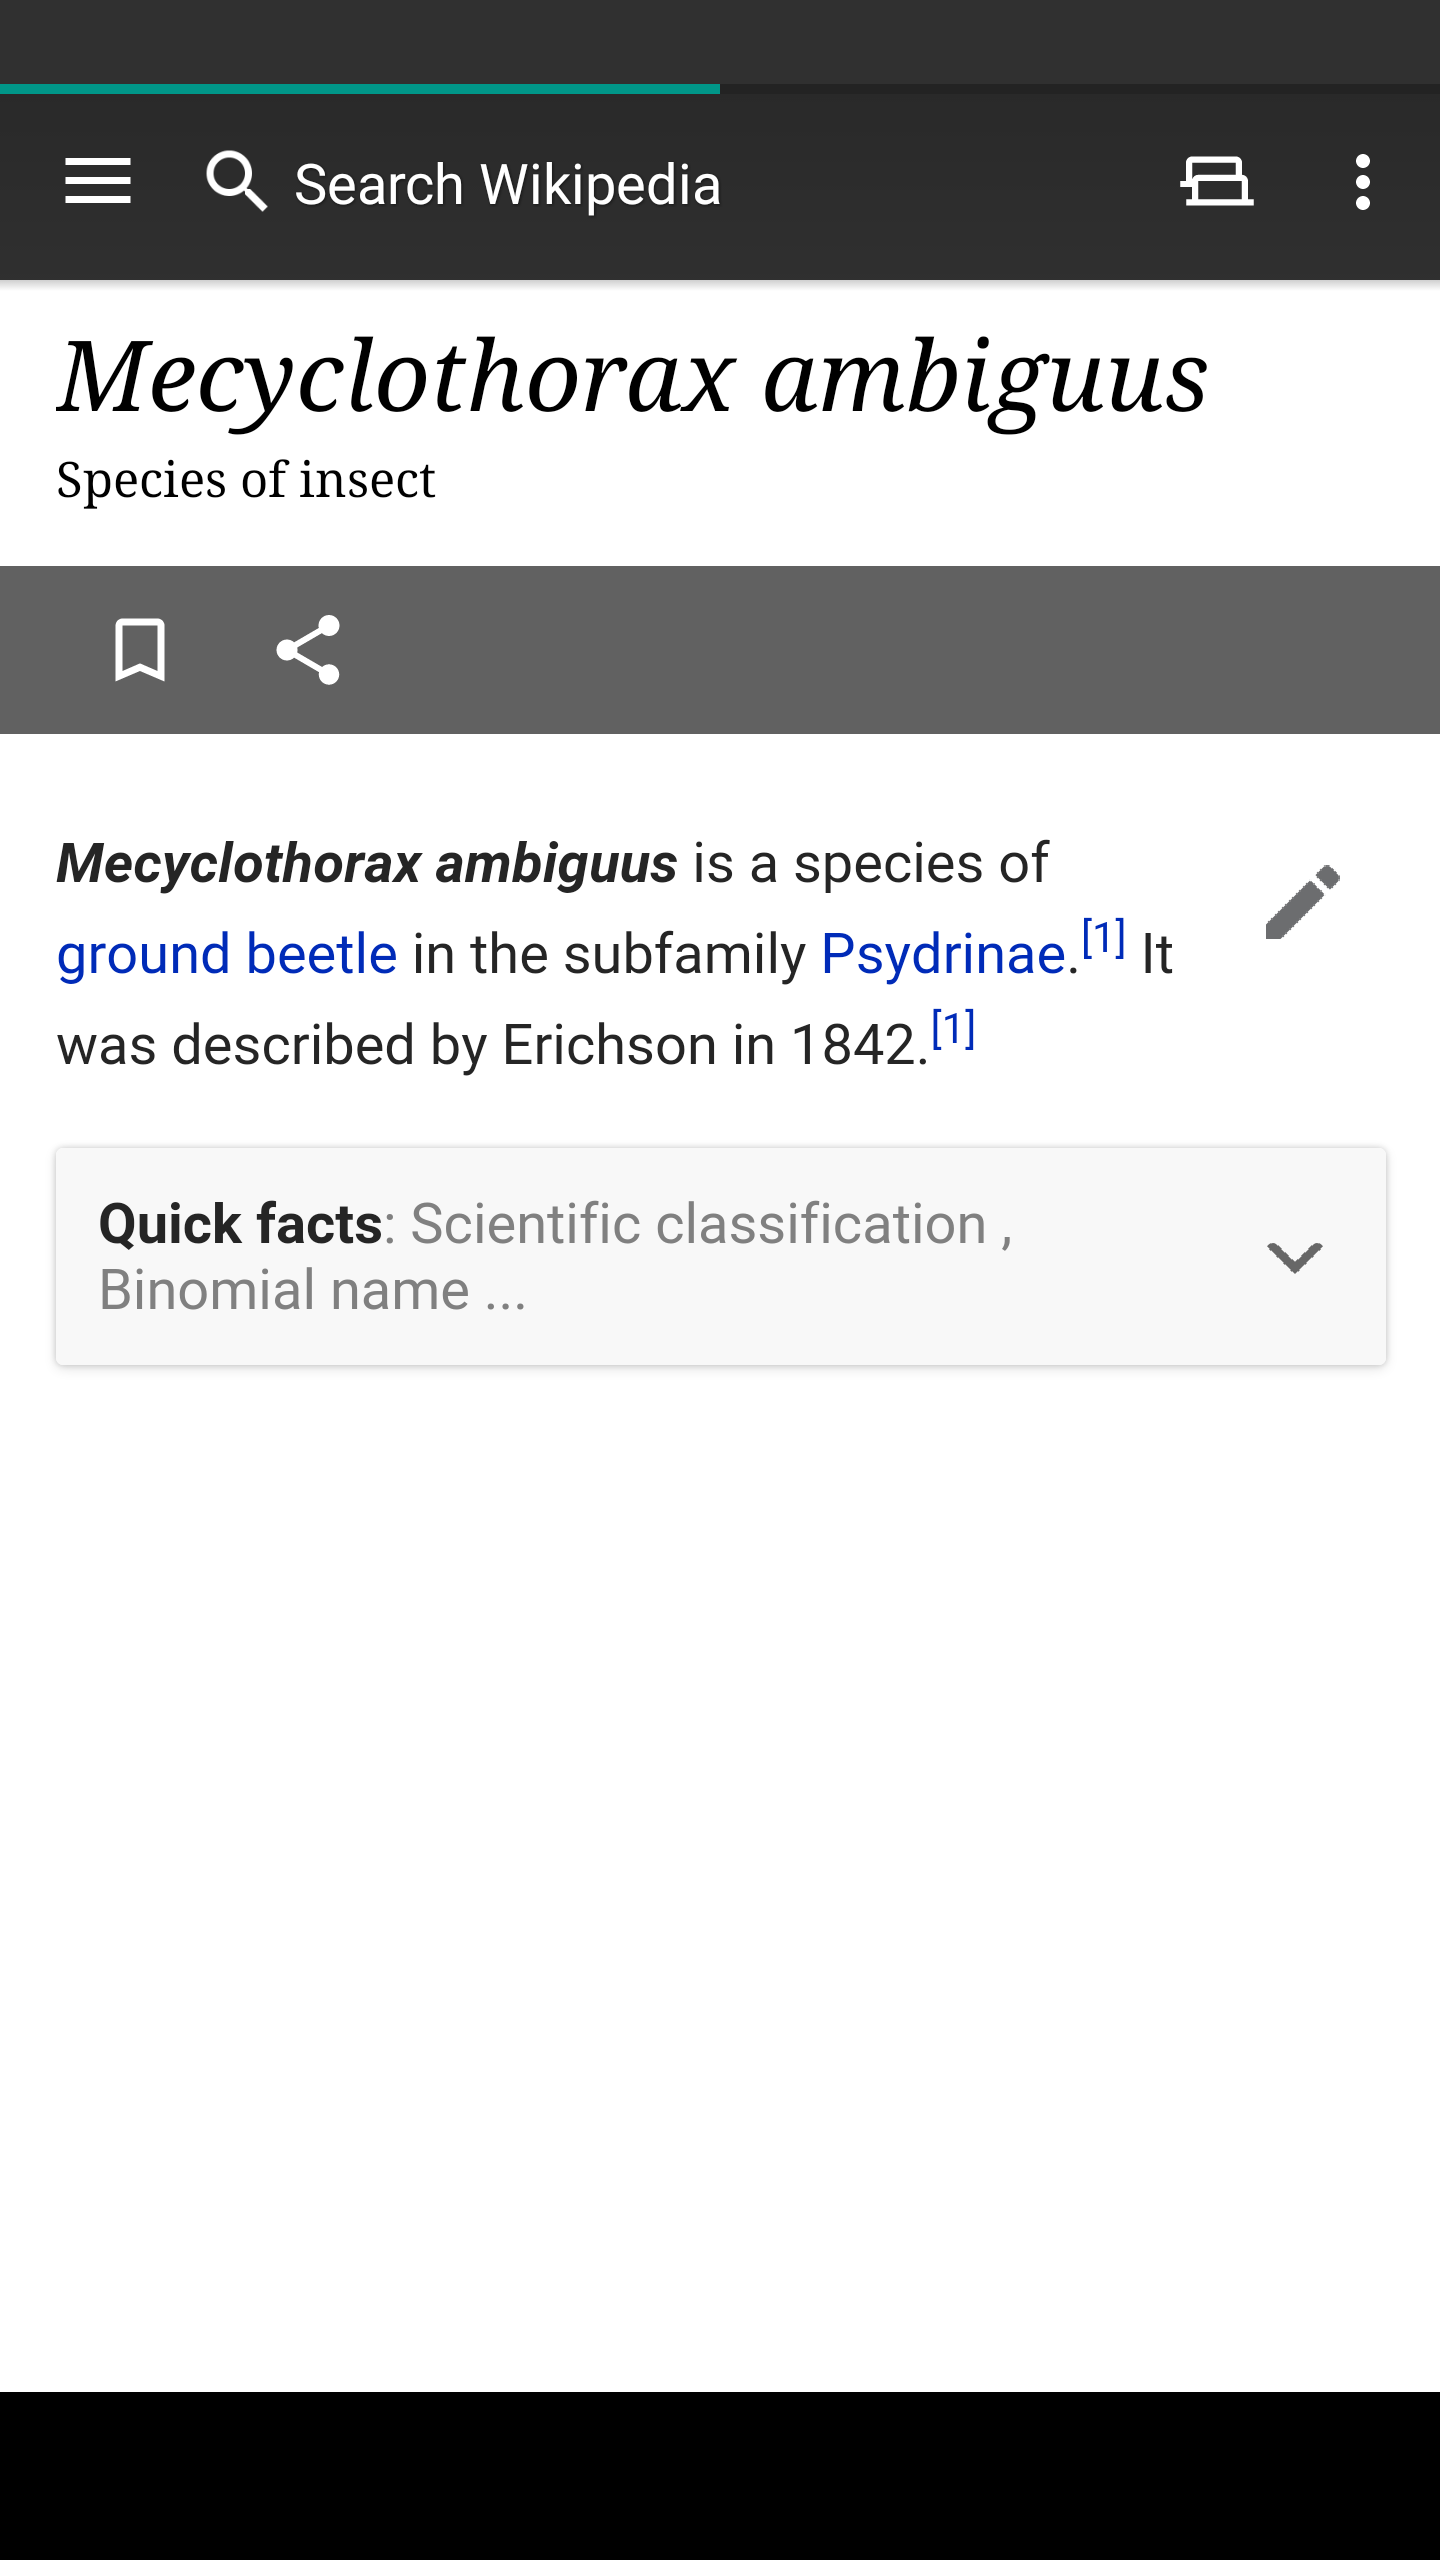 Search Wikipedia
Mecyclothorax ambiguus
Species of insect
Mecyclothorax ambiguus is a species of
ground beetle in the subfamily Psydrinae.[1] It
was described by Erichson in 1842.[1]
Quick facts: Scientific classification ,
Binomial name ...